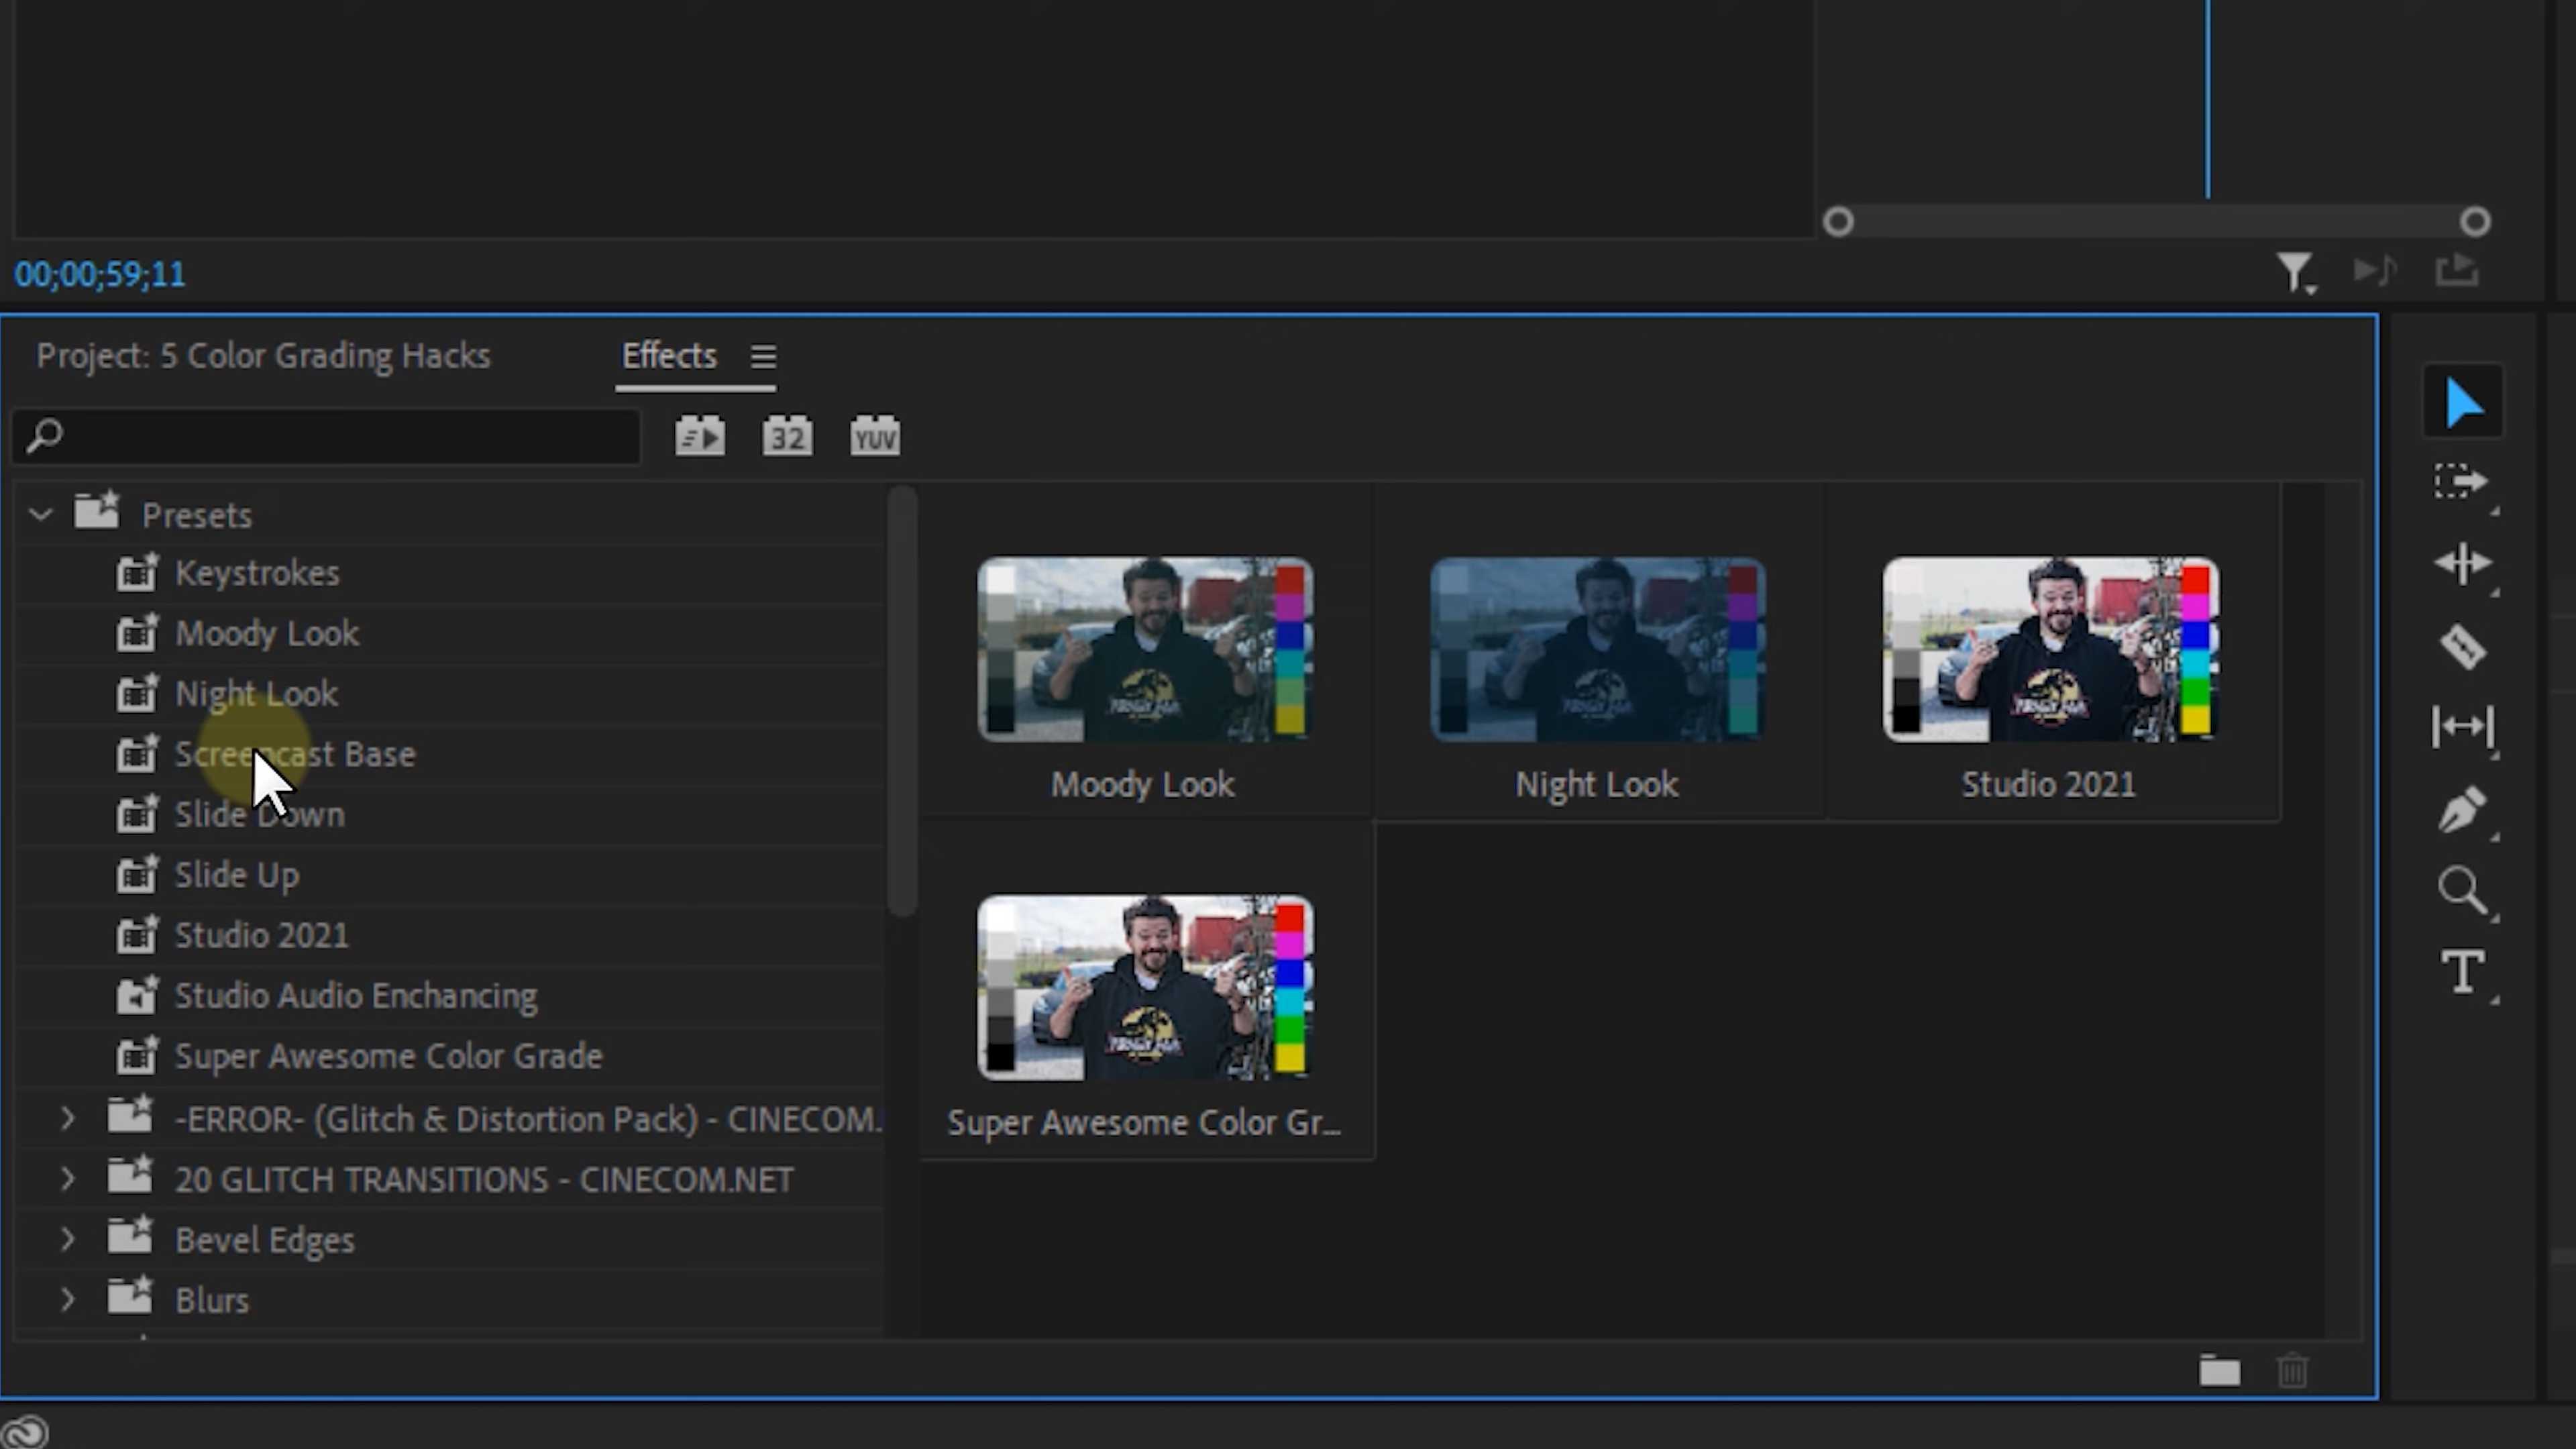 00;00;59;11
Project: 5 Color Grading Hacks
Effects
32
YUV
Presets
Keystrokes
Moody Look
Night Look
Screencast Base
Slide Down
Slide Up
Studio 2021
Studio Audio Enchancing
Super Awesome Color Grade
-ERROR- (Glitch & Distortion Pack) - CINECOM.
20 GLITCH TRANSITIONS - CINECOM.NET
Bevel Edges
Blurs
Moody Look
Night Look
Studio 2021
Super Awesome Color Gr...